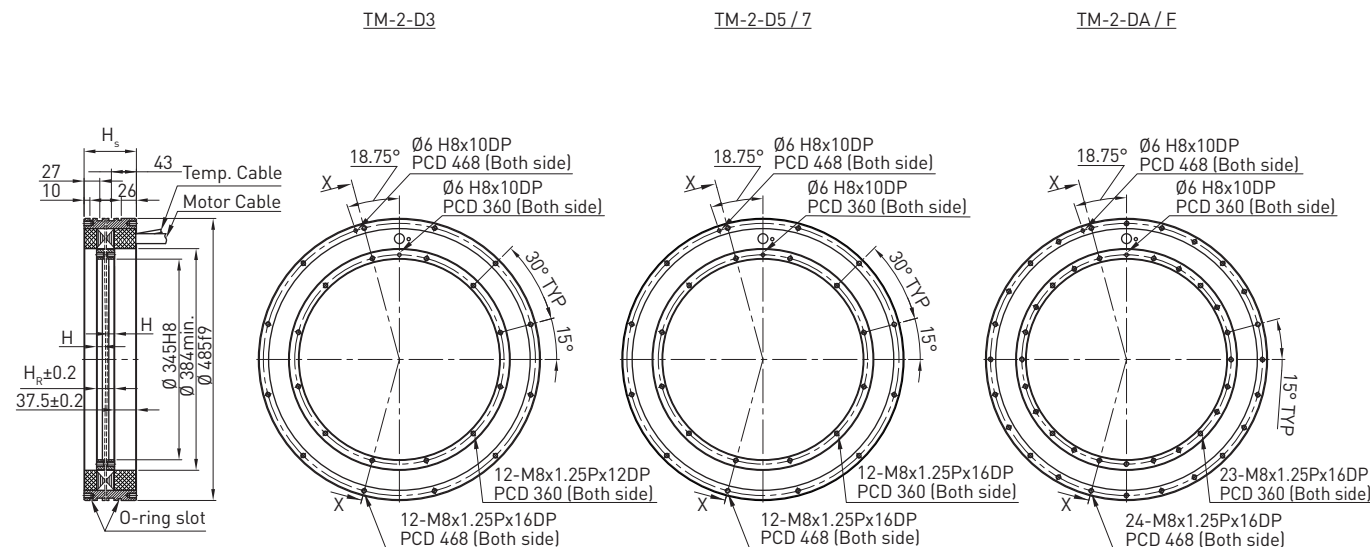 TM-2-D3
TM-2-D5 / 7
TM-2-DA / F
Hs
27
43
10
26
Temp. Cable
Motor Cable
H
H
HR±0.2
37.5±0.2
Ø 345H8
Ø 384min.
Ø 485f9
O-ring slot
X
18.75°
Ø6 H8x10DP
PCD 468 (Both side)
Ø6 H8x10DP
PCD 360 (Both side)
30° TYP
15°
12-M8x1.25Px12DP
PCD 360 (Both side)
X
12-M8x1.25Px16DP
PCD 468 (Both side)
X
18.75°
Ø6 H8x10DP
PCD 468 (Both side)
Ø6 H8x10DP
PCD 360 (Both side)
30° TYP
15°
12-M8x1.25Px16DP
PCD 360 (Both side)
X
12-M8x1.25Px16DP
PCD 468 (Both side)
X
18.75°
Ø6 H8x10DP
PCD 468 (Both side)
Ø6 H8x10DP
PCD 360 (Both side)
15° TYP
23-M8x1.25Px16DP
PCD 360 (Both side)
X
24-M8x1.25Px16DP
PCD 468 (Both side)